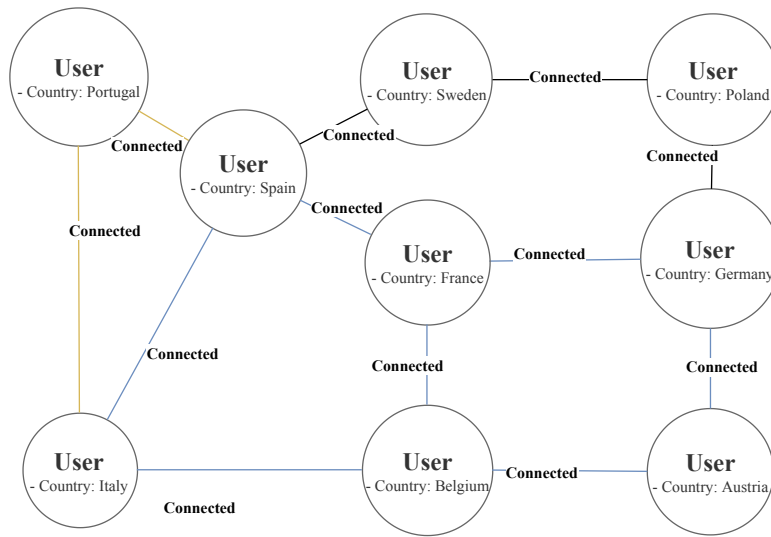 User
- Country: Portugal
User
- Country: Sweden
Connected
User
- Country: Poland
Connected
Connected
Connected
User
- Country: Spain
Connected
Connected
User
- Country: France
Connected
User
- Country: Germany
Connected
Connected
Connected
User
- Country: Italy
User
- Country: Belgium
Connected
User
- Country: Austria
Connected